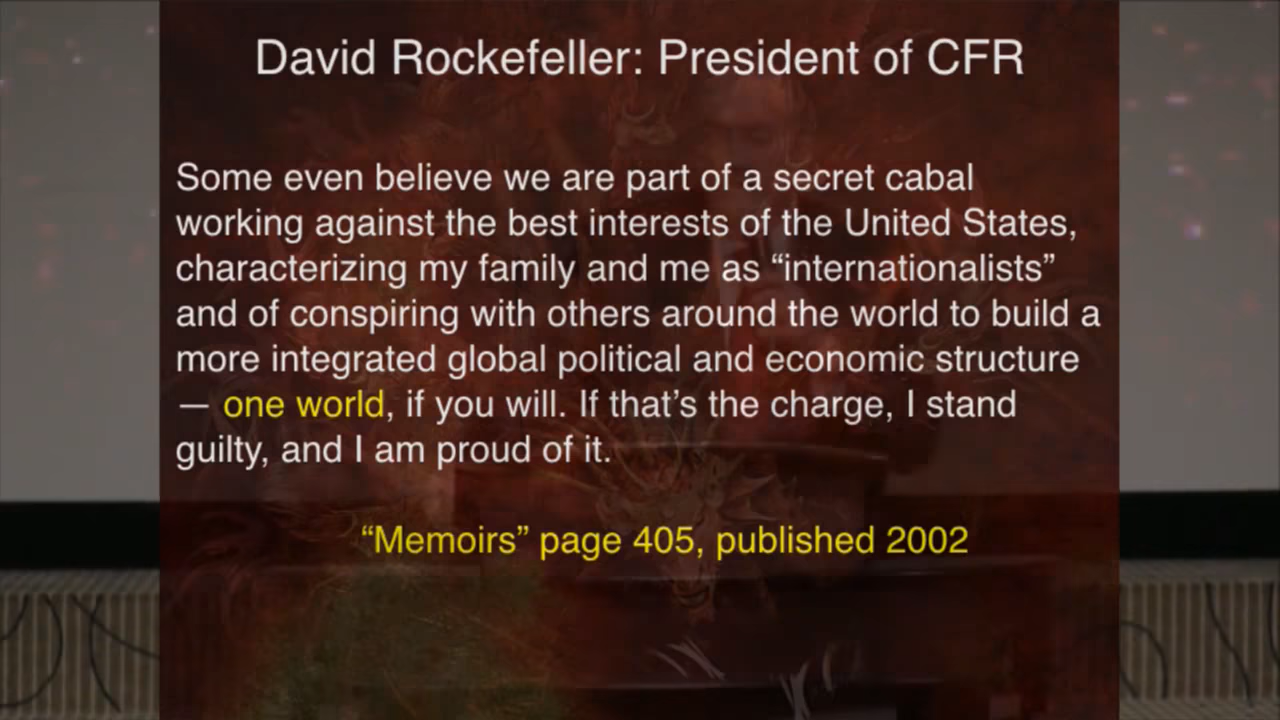 David Rockefeller: President of CFR
Some even believe we are part of a secret cabal
working against the best interests of the United States,
characterizing my family and me as “internationalists”
and of conspiring with others around the world to build a
more integrated global political and economic structure
— one world, if you will. If that’s the charge, I stand
guilty, and I am proud of it.
“Memoirs” page 405, published 2002